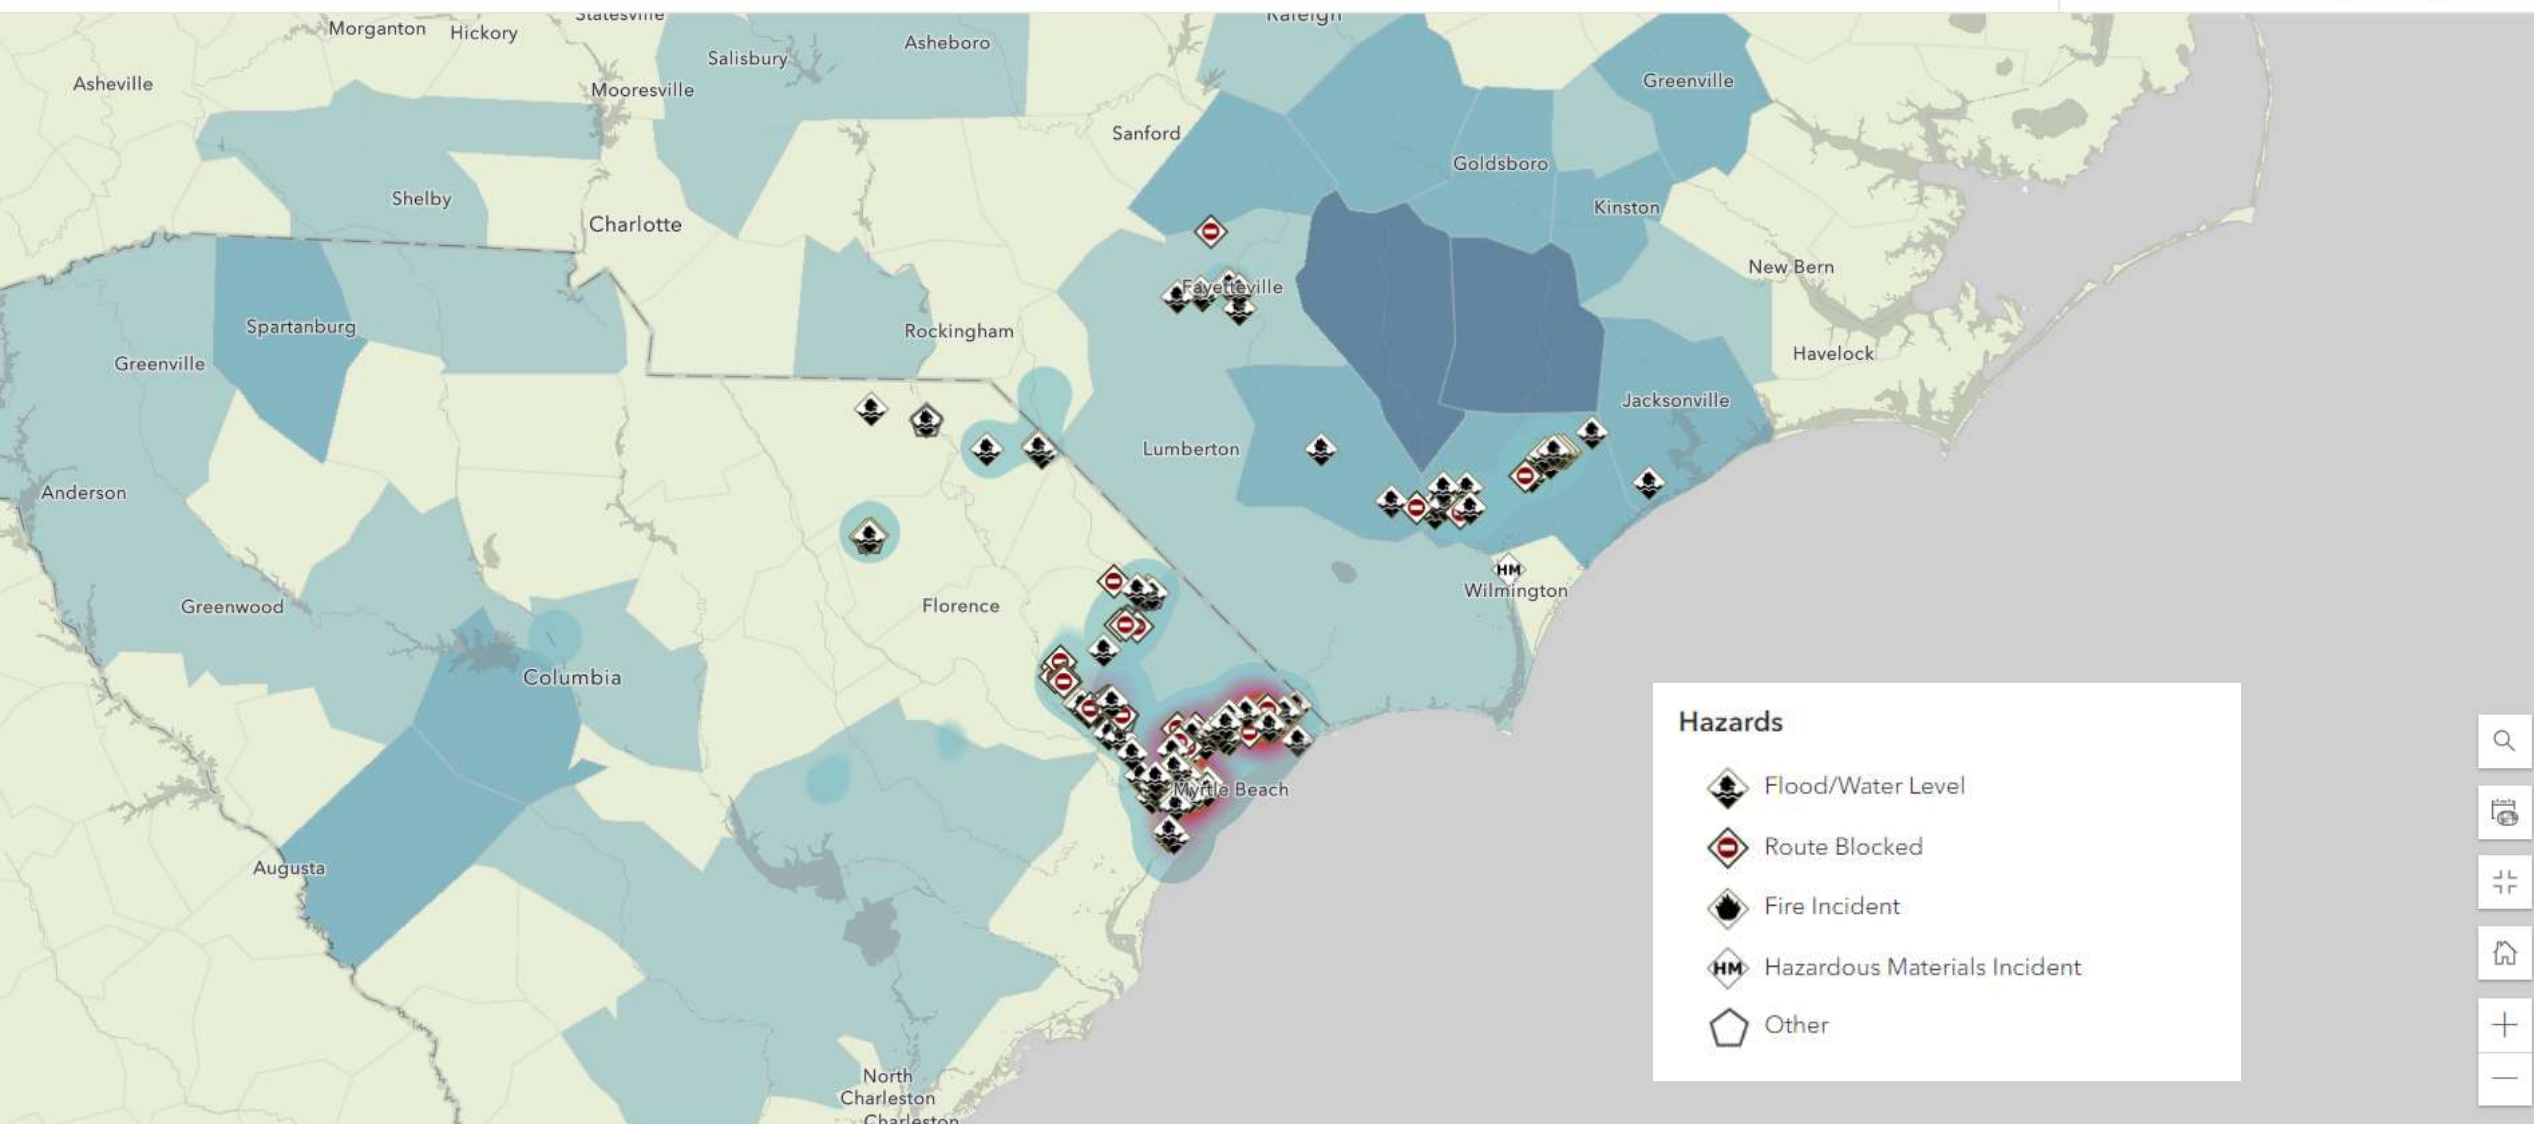 Statesville
Raleigh
Morganton
Hickory
Asheboro
Salisbury
Asheville
Mooresville
Greenville
Sanford
Goldsboro
Shelby
Kinston
Charlotte
New Bern
Fayetteville
Spartanburg
Rockingham
Havelock
Greenville
Jacksonville
Lumberton
Anderson
HM
Wilmington
Greenwood
Florence
Columbia
Myrtle Beach
Augusta
North
Charleston
Charleston
Hazards
Flood/Water Level
Route Blocked
Fire Incident
HM Hazardous Materials Incident
Other